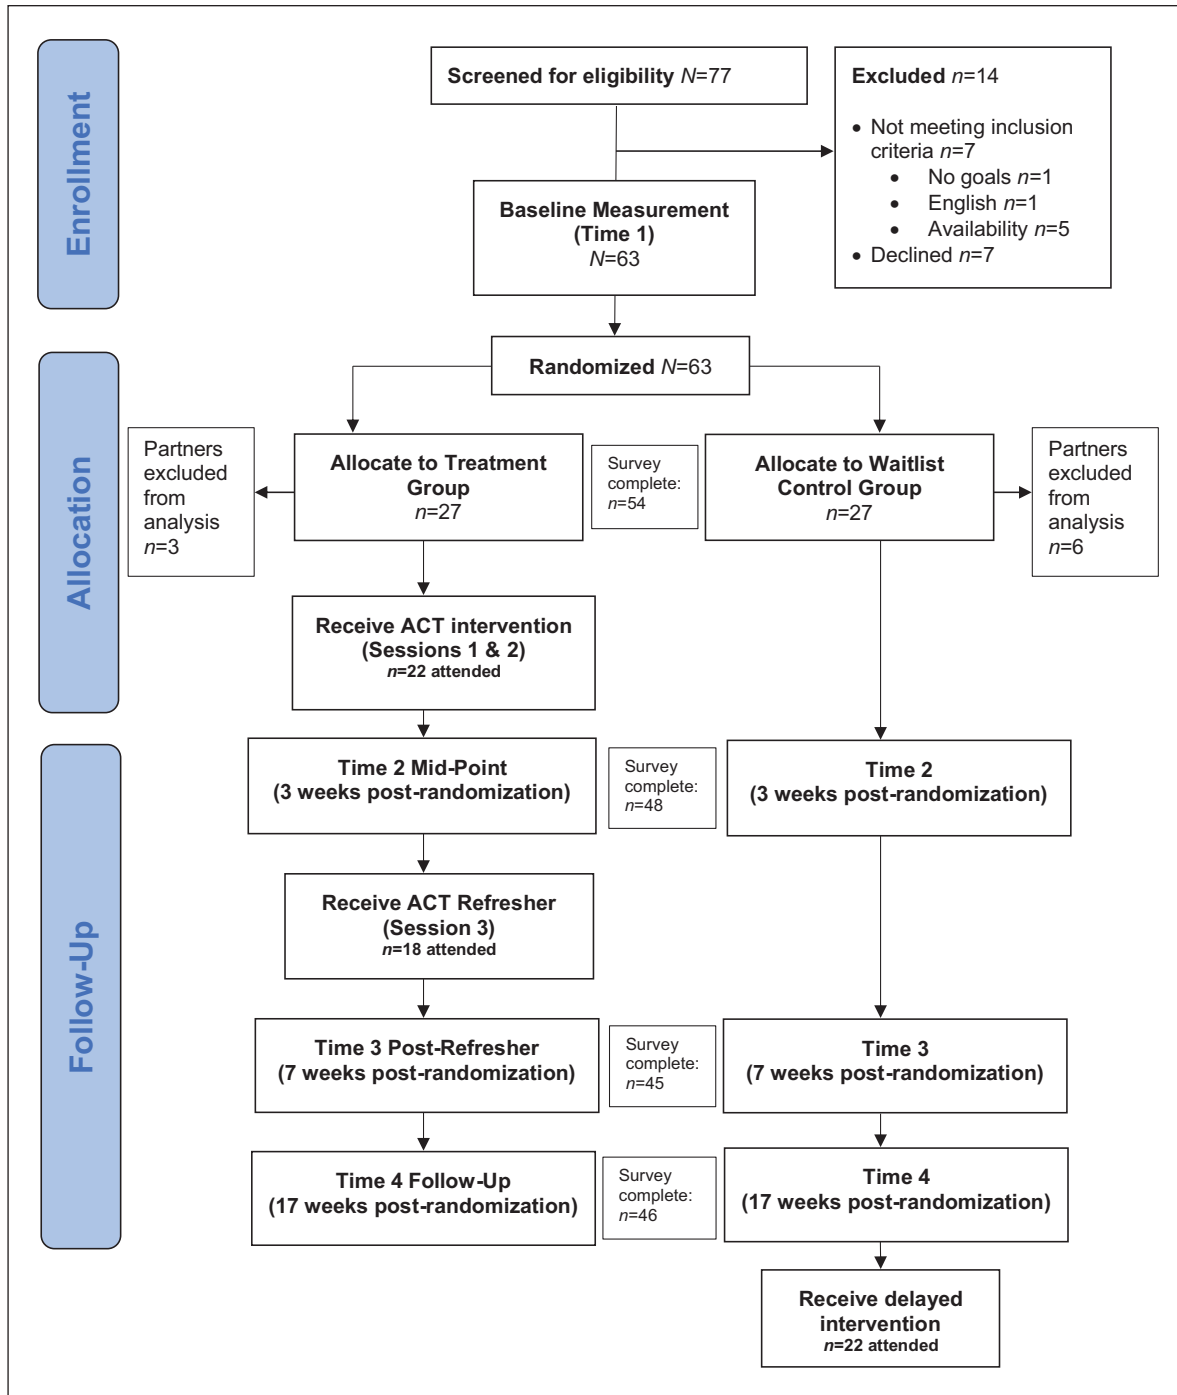 Enrollment
Screened for eligibility N=77
Excluded n=14
• Not meeting inclusion
criteria n=7
• No goals n=1
• English n=1
• Availability n=5
• Declined n=7
Baseline Measurement
(Time 1)
N=63
Randomized N=63
Allocation
Partners
excluded
from
analysis
n=3
Allocate to Treatment
Group
n=27
Survey
complete:
n=54
Allocate to Waitlist
Control Group
n=27
Partners
excluded
from
analysis
n=6
Receive ACT intervention
(Sessions 1 & 2)
n=22 attended
Follow-Up
Time 2 Mid-Point
(3 weeks post-randomization)
Survey
complete:
n=48
Time 2
(3 weeks post-randomization)
Receive ACT Refresher
(Session 3)
n=18 attended
Time 3 Post-Refresher
(7 weeks post-randomization)
Survey
complete:
n=45
Time 3
(7 weeks post-randomization)
Time 4 Follow-Up
(17 weeks post-randomization)
Survey
complete:
n=46
Time 4
(17 weeks post-randomization)
Receive delayed
intervention
n=22 attended